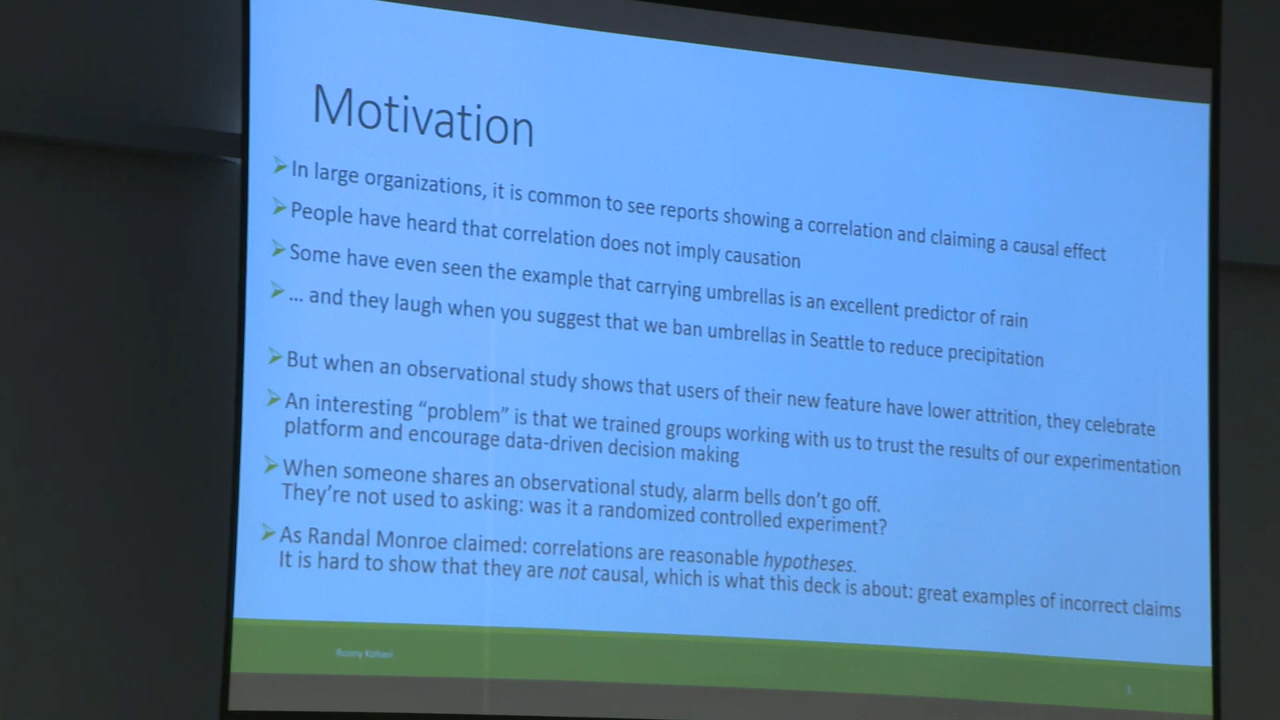 Motivation
In large organizations, it is common to see reports showing a correlation and claiming a causal effect
People have heard that correlation does not imply causation
Some have even seen the example that carrying umbrellas is an excellent predictor of rain
... and they laugh when you suggest that we ban umbrellas in Seattle to reduce precipitation
But when an observational study shows that users of their new feature have lower attrition, they celebrate
An interesting “problem” is that we trained groups working with us to trust the results of our experimentation
platform and encourage data-driven decision making
When someone shares an observational study, alarm bells don’t go off.
They’re not used to asking: was it a randomized controlled experiment?
As Randal Monroe claimed: correlations are reasonable hypotheses.
It is hard to show that they are not causal, which is what this deck is about: great examples of incorrect claims
Ronny Kohavi